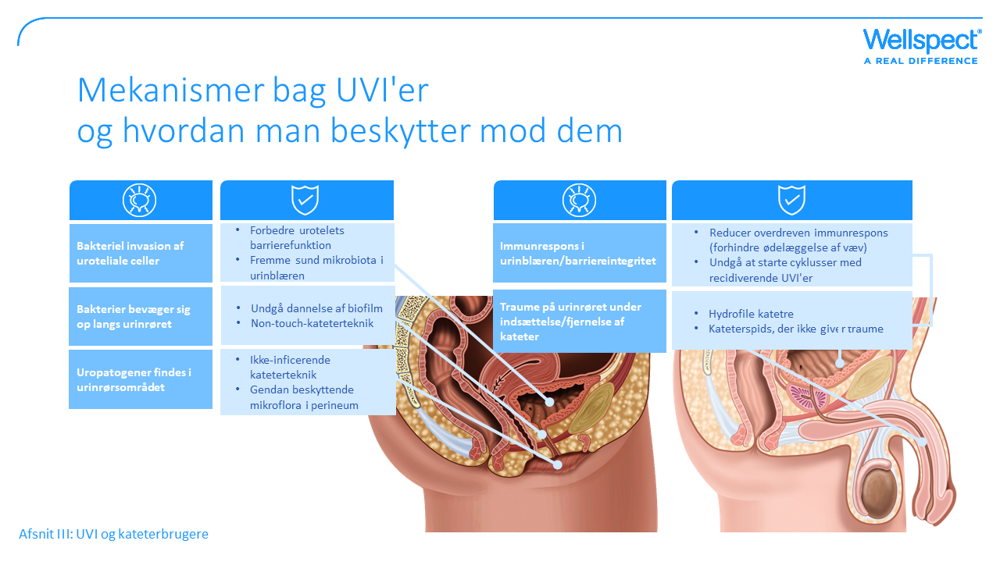 Wellspect®
A REAL DIFFERENCE
Mekanismer bag UVI'er
og hvordan man beskytter mod dem
Bakteriel invasion af
uroteliale celler
• Forbedre urotelets
barrierefunktion
• Fremme sund mikrobiota i
urinblæren
Bakterier bevæger sig
op langs urinrøret
• Undgå dannelse af biofilm
• Non-touch-kateterteknik
Uropatogener findes i
urinrørsområdet
• Ikke-inficerende
kateterteknik
• Gendan beskyttende
mikroflora i perineum
Immunrespons i
urinblæren/barriereintegritet
• Reducer overdreven immunrespons
(forhindre ødelæggelse af væv)
• Undgå at starte cyklusser med
recidiverende UVI'er
Traume på urinrøret under
indsættelse/fjernelse af
kateter
• Hydrofile katetre
• Kateterspids, der ikke giver traume
Afsnit III: UVI og kateterbrugere